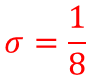 σ = 1/8